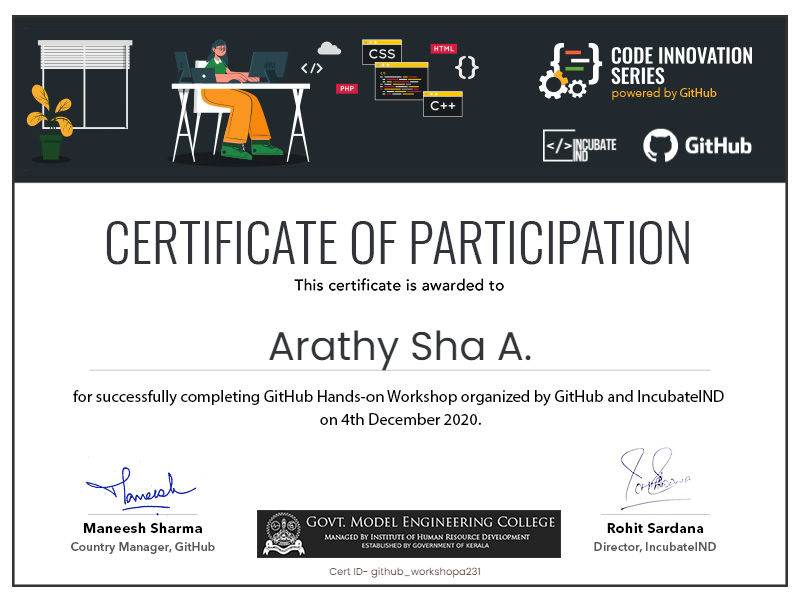 CSS
HTML
</>
{}
PHP
C++
CODE INNOVATION
SERIES
powered by GitHub
</>INCUBATE
IND
GitHub
CERTIFICATE OF PARTICIPATION
This certificate is awarded to
Arathy Sha A.
for successfully completing GitHub Hands-on Workshop organized by GitHub and IncubateIND
on 4th December 2020.
Maneesh
Maneesh Sharma
Country Manager, GitHub
GOVT. MODEL ENGINEERING COLLEGE
MANAGED BY INSTITUTE OF HUMAN RESOURCE DEVELOPMENT
ESTABLISHED BY GOVERNMENT OF KERALA
Rohit Sardana
Director, IncubateIND
Cert ID- github_workshopa231